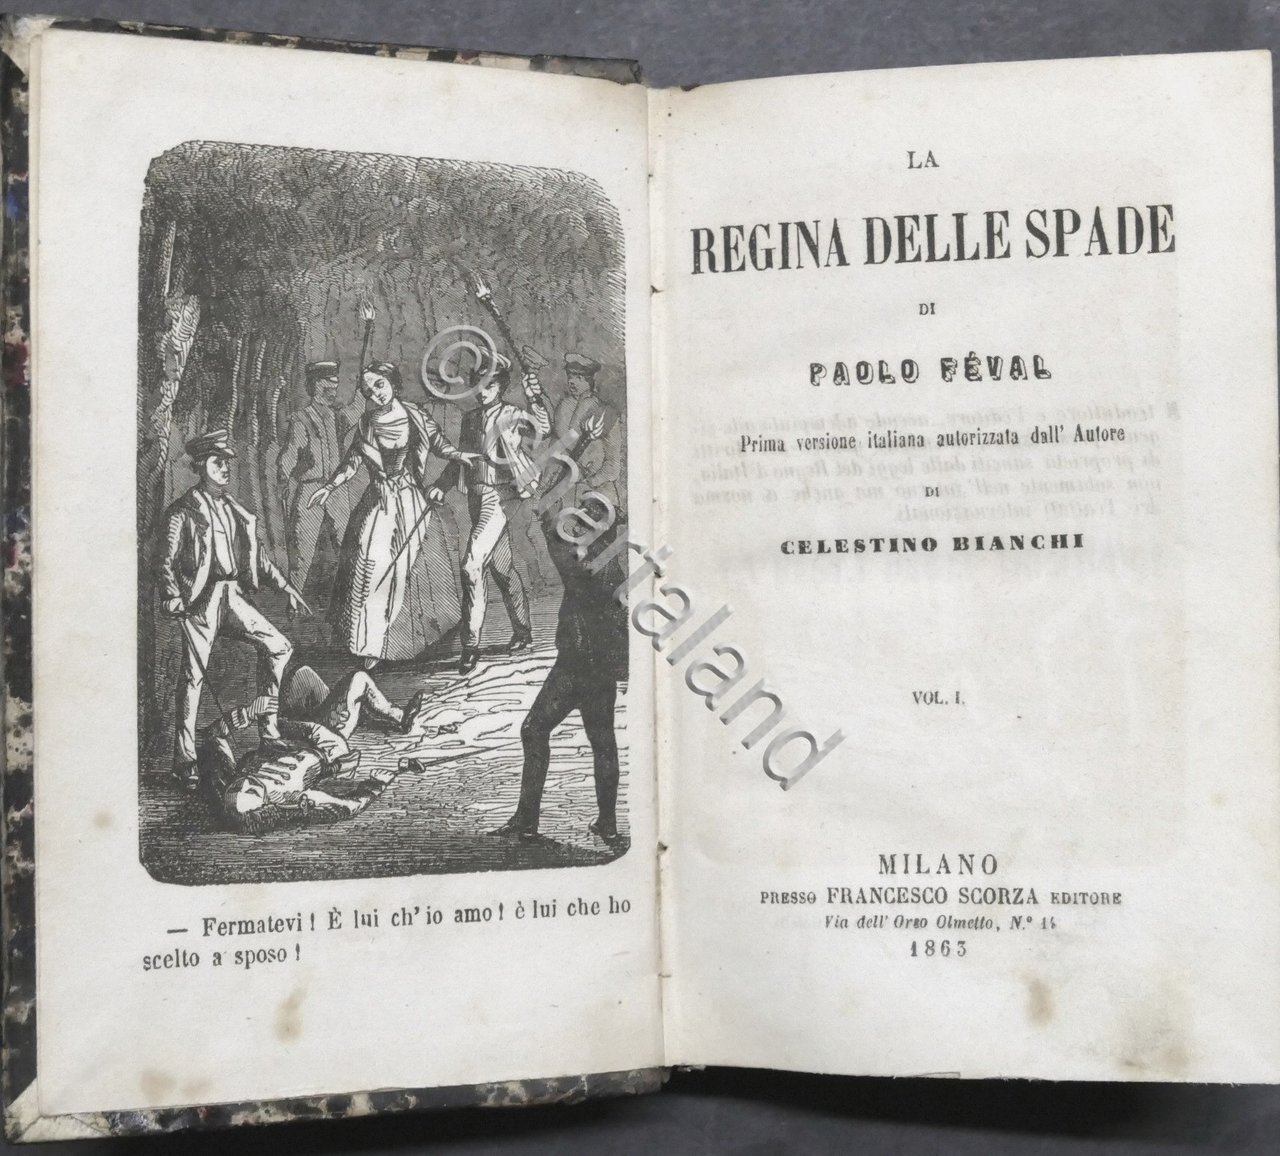 — Fermatevi! È lui ch' io amo! è lui che ho
scelto a sposo!
LA
REGINA DELLE SPADE
DI
PAOLO FÉVAL
Prima versione italiana autorizzata dall' Autore
DI
CELESTINO BIANCHI
VOL. I.
MILANO
PRESSO FRANCESCO SCORZA EDITORE
Via dell' Orso Olmetto, N.º 14
1863
© Chartaland